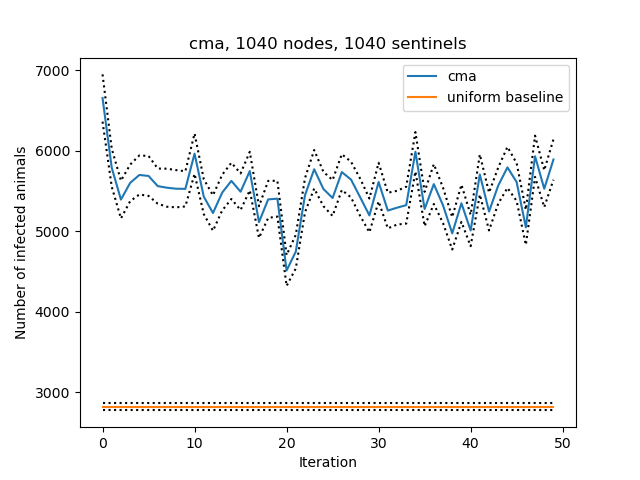 cma, 1040 nodes, 1040 sentinels
cma
uniform baseline
7000
6000
5000
4000
3000
Number of infected animals
0
10
20
30
40
50
Iteration